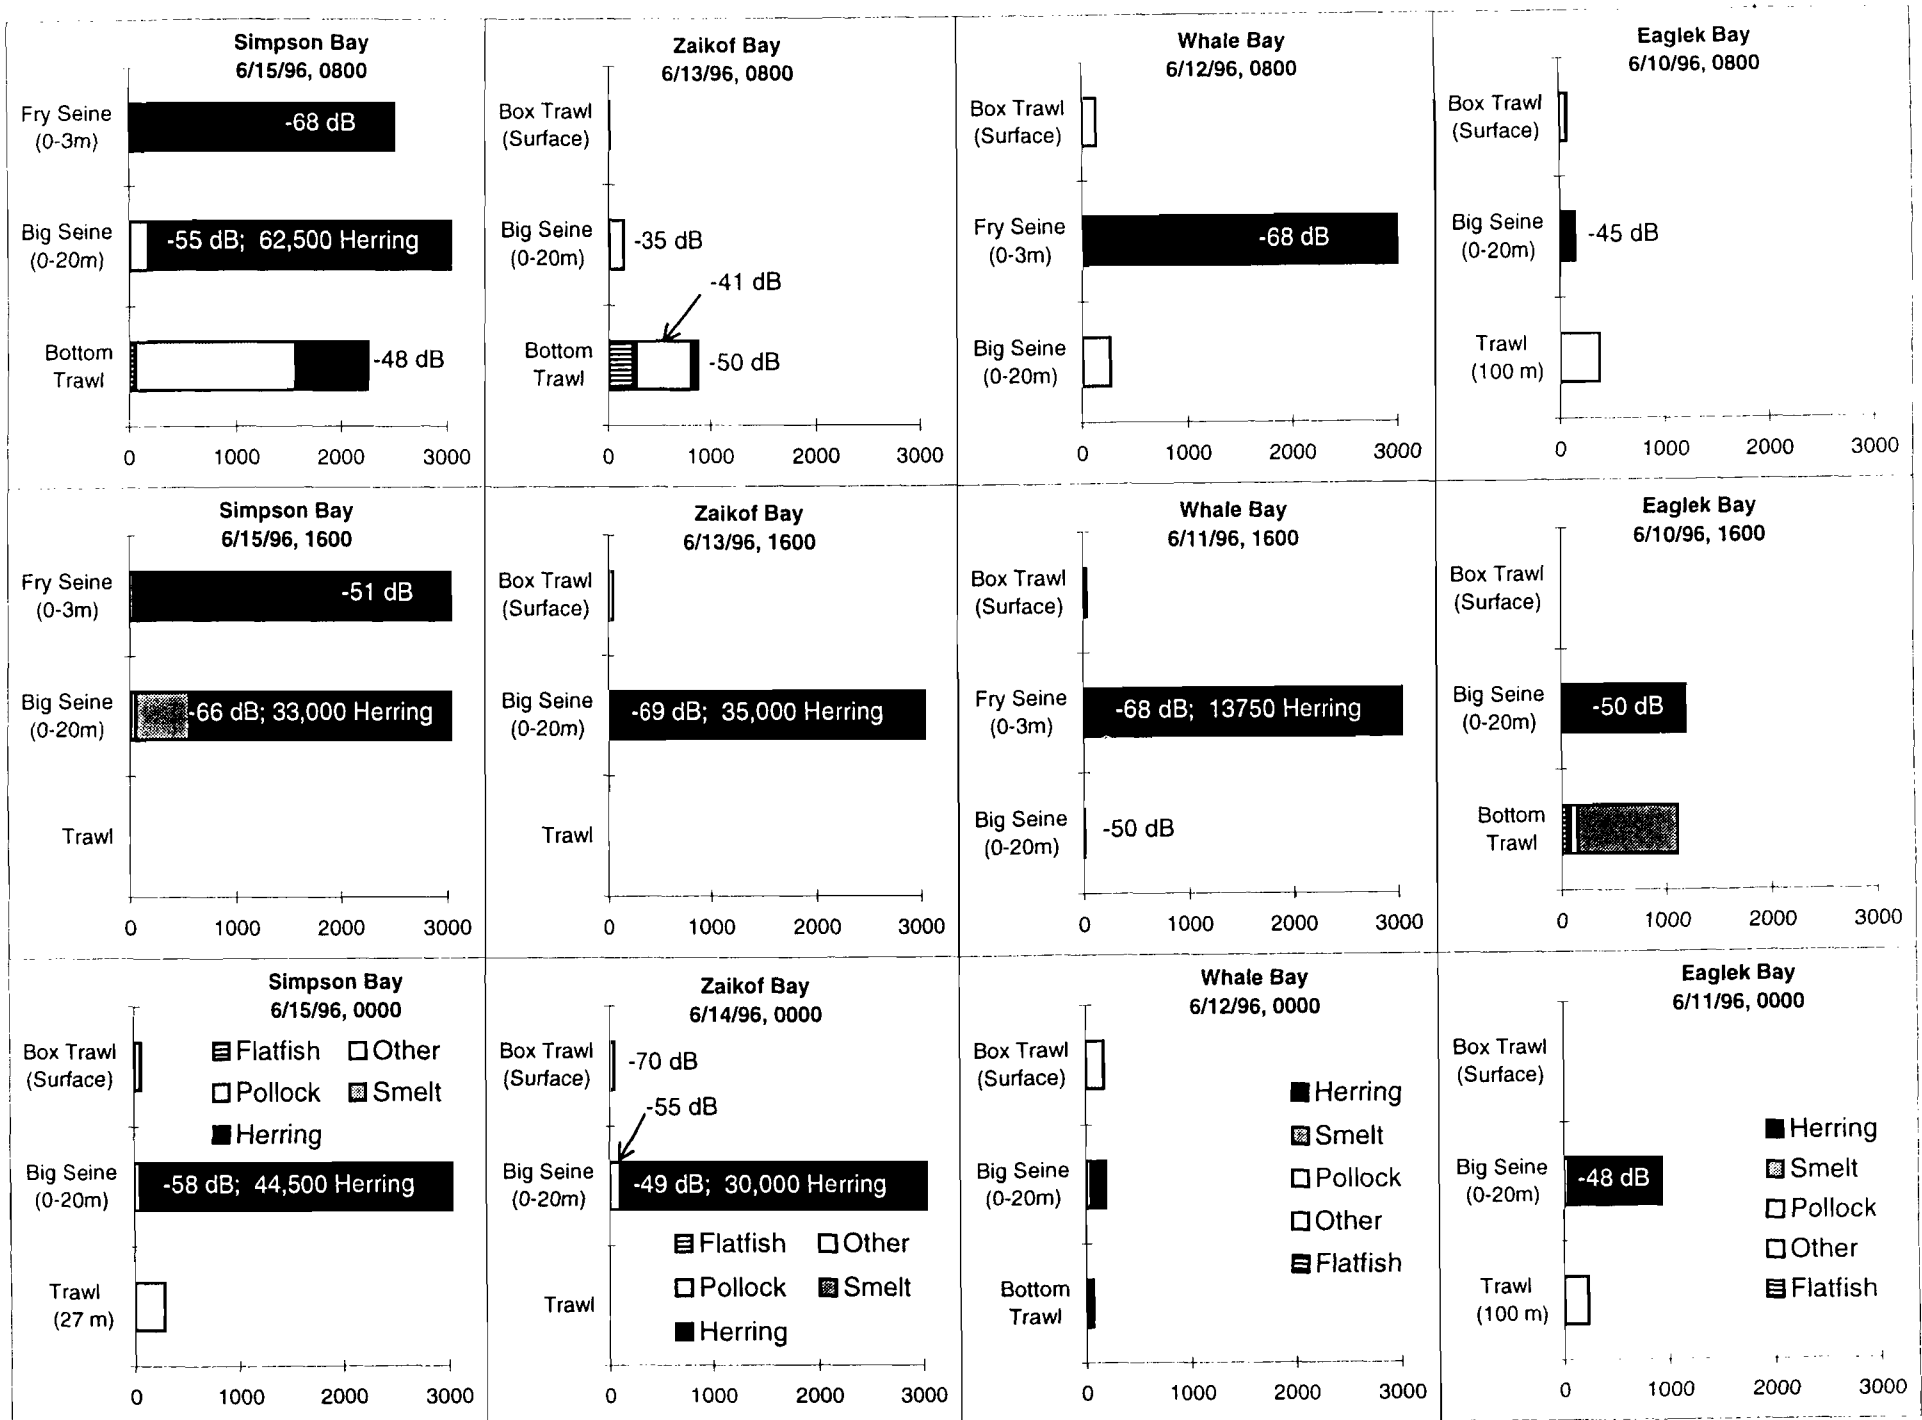 Simpson Bay
6/15/96, 0800
Fry Seine
(0-3m)
-68 dB
Big Seine
(0-20m)
-55 dB; 62,500 Herring
Bottom
Trawl
-48 dB
0 1000 2000 3000
Zaikof Bay
6/13/96, 0800
Box Trawl
(Surface)
Big Seine
(0-20m)
-35 dB
-41 dB
Bottom
Trawl
-50 dB
0 1000 2000 3000
Whale Bay
6/12/96, 0800
Box Trawl
(Surface)
Fry Seine
(0-3m)
-68 dB
Big Seine
(0-20m)
0 1000 2000 3000
Eaglek Bay
6/10/96, 0800
Box Trawl
(Surface)
Big Seine
(0-20m)
-45 dB
Trawl
(100 m)
0 1000 2000 3000
Simpson Bay
6/15/96, 1600
Fry Seine
(0-3m)
-51 dB
Big Seine
(0-20m)
-66 dB; 33,000 Herring
Trawl
0 1000 2000 3000
Zaikof Bay
6/13/96, 1600
Box Trawl
(Surface)
Big Seine
(0-20m)
-69 dB; 35,000 Herring
Trawl
0 1000 2000 3000
Whale Bay
6/11/96, 1600
Box Trawl
(Surface)
Fry Seine
(0-3m)
-68 dB; 13750 Herring
Big Seine
(0-20m)
-50 dB
0 1000 2000 3000
Eaglek Bay
6/10/96, 1600
Box Trawl
(Surface)
Big Seine
(0-20m)
-50 dB
Bottom
Trawl
0 1000 2000 3000
Simpson Bay
6/15/96, 0000
Box Trawl
(Surface)
Flatfish Other
Pollock Smelt
Herring
Big Seine
(0-20m)
-58 dB; 44,500 Herring
Trawl
(27 m)
0 1000 2000 3000
Zaikof Bay
6/14/96, 0000
Box Trawl
(Surface)
-70 dB
-55 dB
Big Seine
(0-20m)
-49 dB; 30,000 Herring
Flatfish Other
Pollock Smelt
Herring
Trawl
0 1000 2000 3000
Whale Bay
6/12/96, 0000
Box Trawl
(Surface)
Herring
Smelt
Pollock
Other
Flatfish
Big Seine
(0-20m)
Bottom
Trawl
0 1000 2000 3000
Eaglek Bay
6/11/96, 0000
Box Trawl
(Surface)
Herring
Smelt
Pollock
Other
Flatfish
Big Seine
(0-20m)
-48 dB
Trawl
(100 m)
0 1000 2000 3000